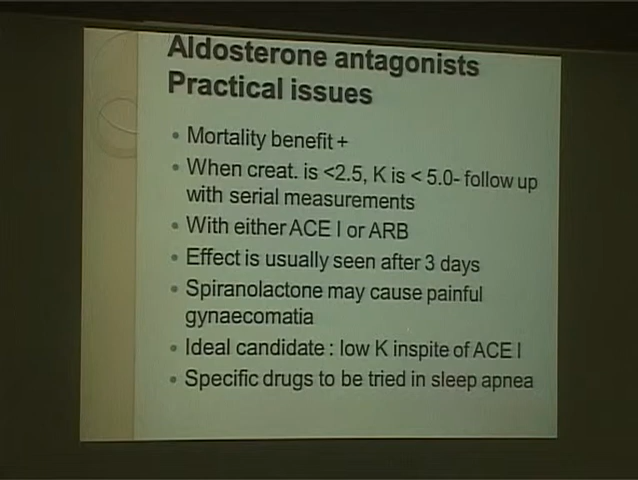 Aldosterone antagonists
Practical issues
• Mortality benefit +
• When creat. is <2.5, K is < 5.0- follow up
with serial measurements
• With either ACE I or ARB
• Effect is usually seen after 3 days
• Spiranolactone may cause painful
gynaecomatia
• Ideal candidate : low K inspite of ACE I
• Specific drugs to be tried in sleep apnea